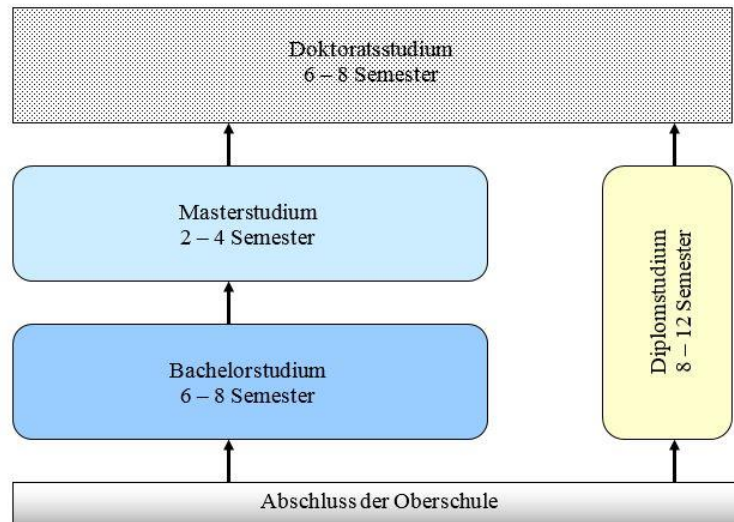 Doktoratsstudium
6 – 8 Semester
Masterstudium
2 – 4 Semester
Bachelorstudium
6 – 8 Semester
Diplomstudium
8 – 12 Semester
Abschluss der Oberschule